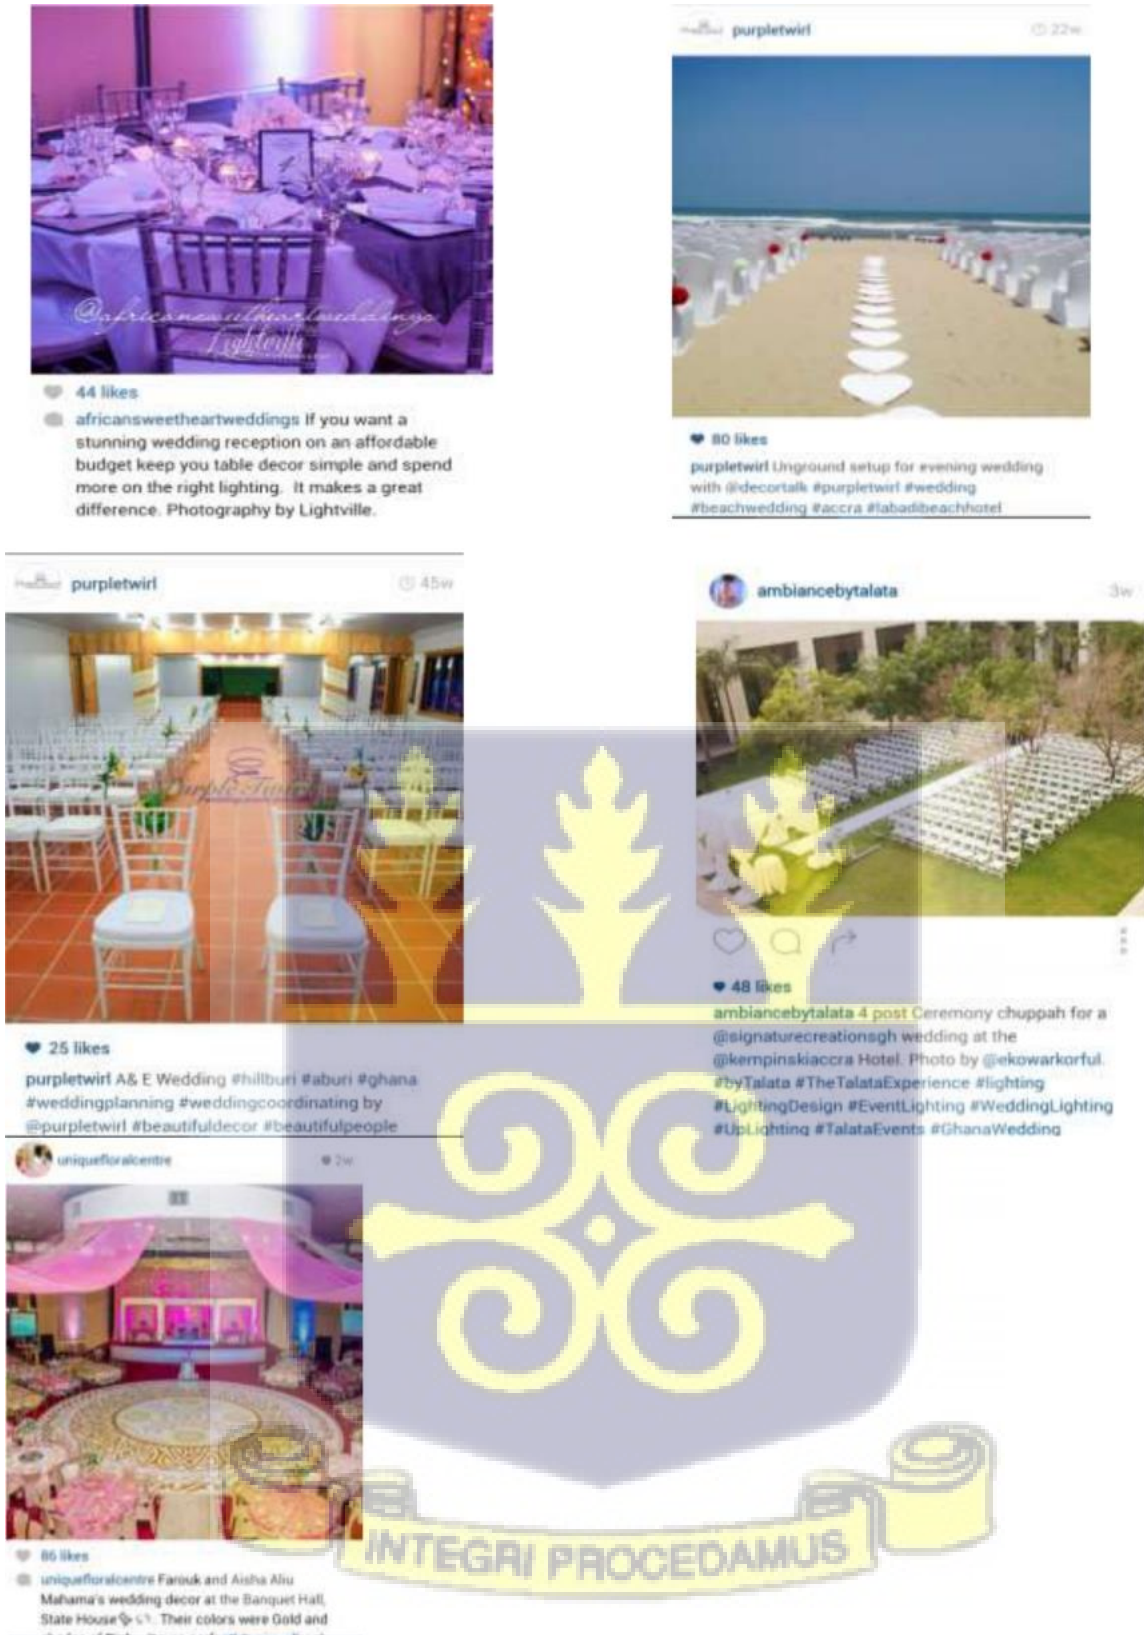 @africansweetheartweddings
Lightville
44 likes
africansweetheartweddings If you want a
stunning wedding reception on an affordable
budget keep you table decor simple and spend
more on the right lighting. It makes a great
difference. Photography by Lightville.
purpletwirl
22w
80 likes
purpletwirl Unground setup for evening wedding
with @decortalk #purpletwirl #wedding
#beachwedding #accra #labadibeachhotel
purpletwirl
45w
Purple Twirl
25 likes
purpletwirl A& E Wedding #hillburi #aburi #ghana
#weddingplanning #weddingcoordinating by
@purpletwirl #beautifuldecor #beautifulpeople
ambiancebytalata
3w
48 likes
ambiancebytalata 4 post Ceremony chuppah for a
@signaturecreationsgh wedding at the
@kempinskiaccra Hotel. Photo by @ekowarkorful.
#byTalata #TheTalataExperience #lighting
#LightingDesign #EventLighting #WeddingLighting
#UpLighting #TalataEvents #GhanaWedding
uniquefloralcentre
2w
86 likes
uniquefloralcentre Farouk and Aisha Aliu
Mahama's wedding decor at the Banquet Hall,
State House. Their colors were Gold and
INTEGRI PROCEDAMUS